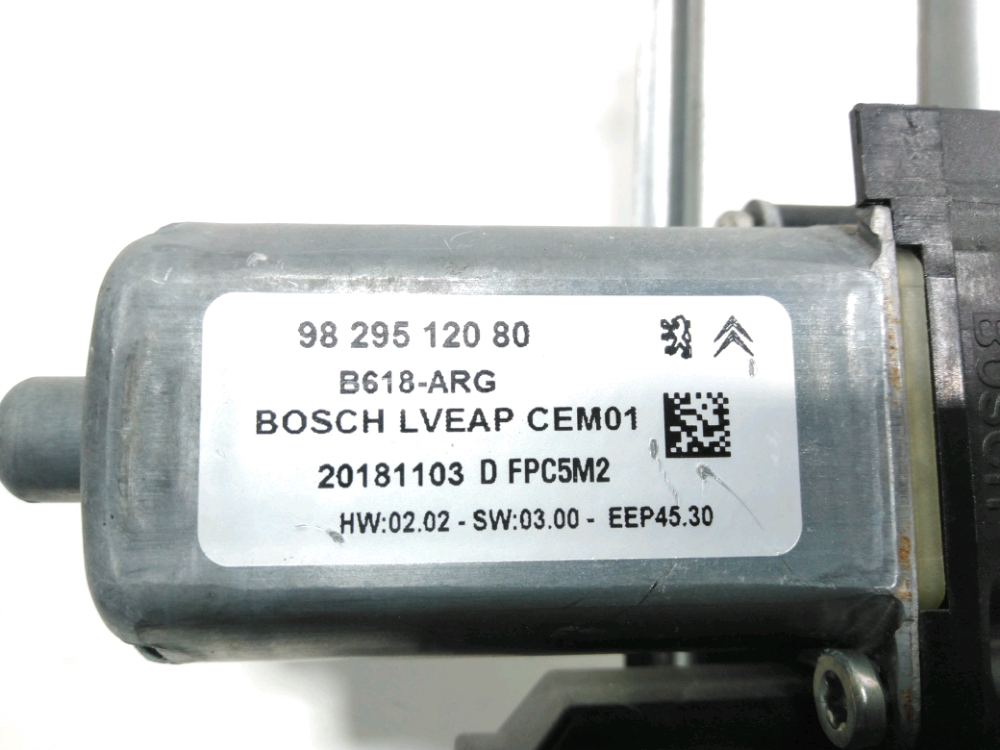 98 295 120 80
B618-ARG
BOSCH LVEAP CEM01
20181103 D FPC5M2
HW:02.02 - SW:03.00 - EEP45.30
BOSCH